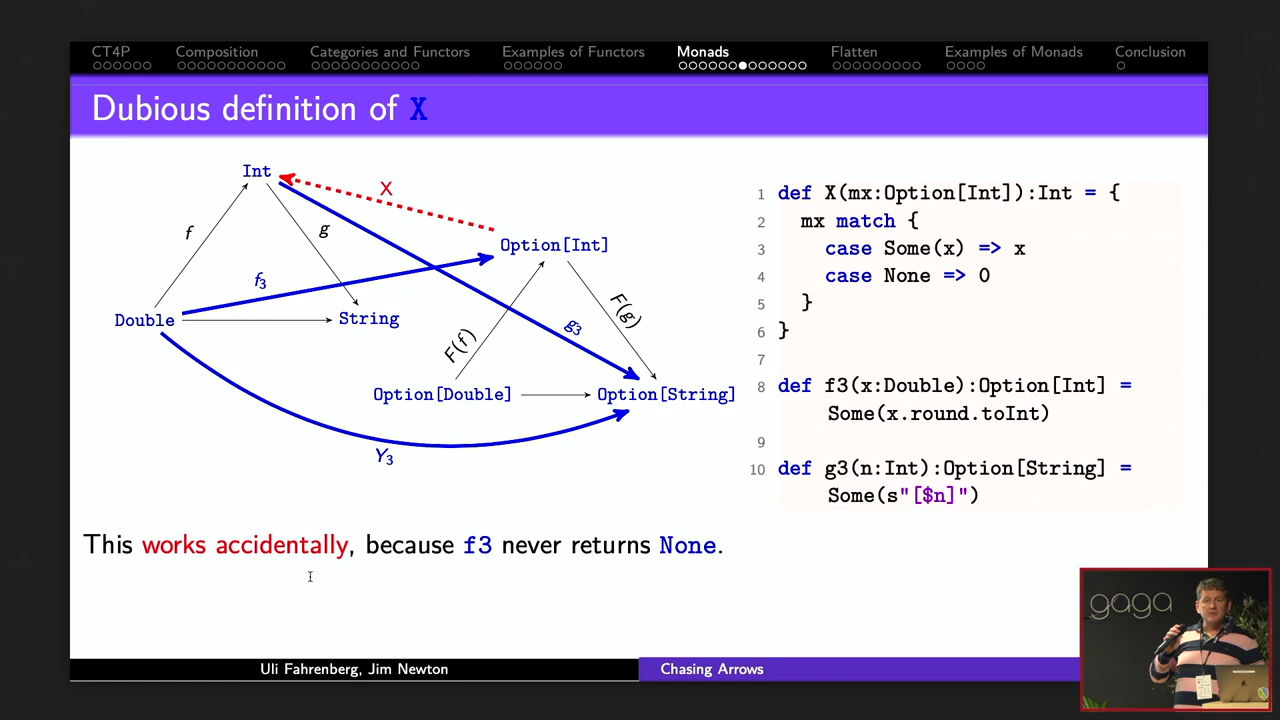 CT4P Composition Categories and Functors Examples of Functors Monads Flatten Examples of Monads Conclusion
Dubious definition of X
Int
X
f
g
Option[Int]
f3
Double
String
F(f)
g3
F(g)
Option[Double]
Option[String]
Y3
1 def X(mx:Option[Int]):Int = {
2 mx match {
3 case Some(x) => x
4 case None => 0
5 }
6 }
7
8 def f3(x:Double):Option[Int] =
Some(x.round.toInt)
9
10 def g3(n:Int):Option[String] =
Some(s"[$n]")
This works accidentally, because f3 never returns None.
gaga
Uli Fahrenberg, Jim Newton Chasing Arrows